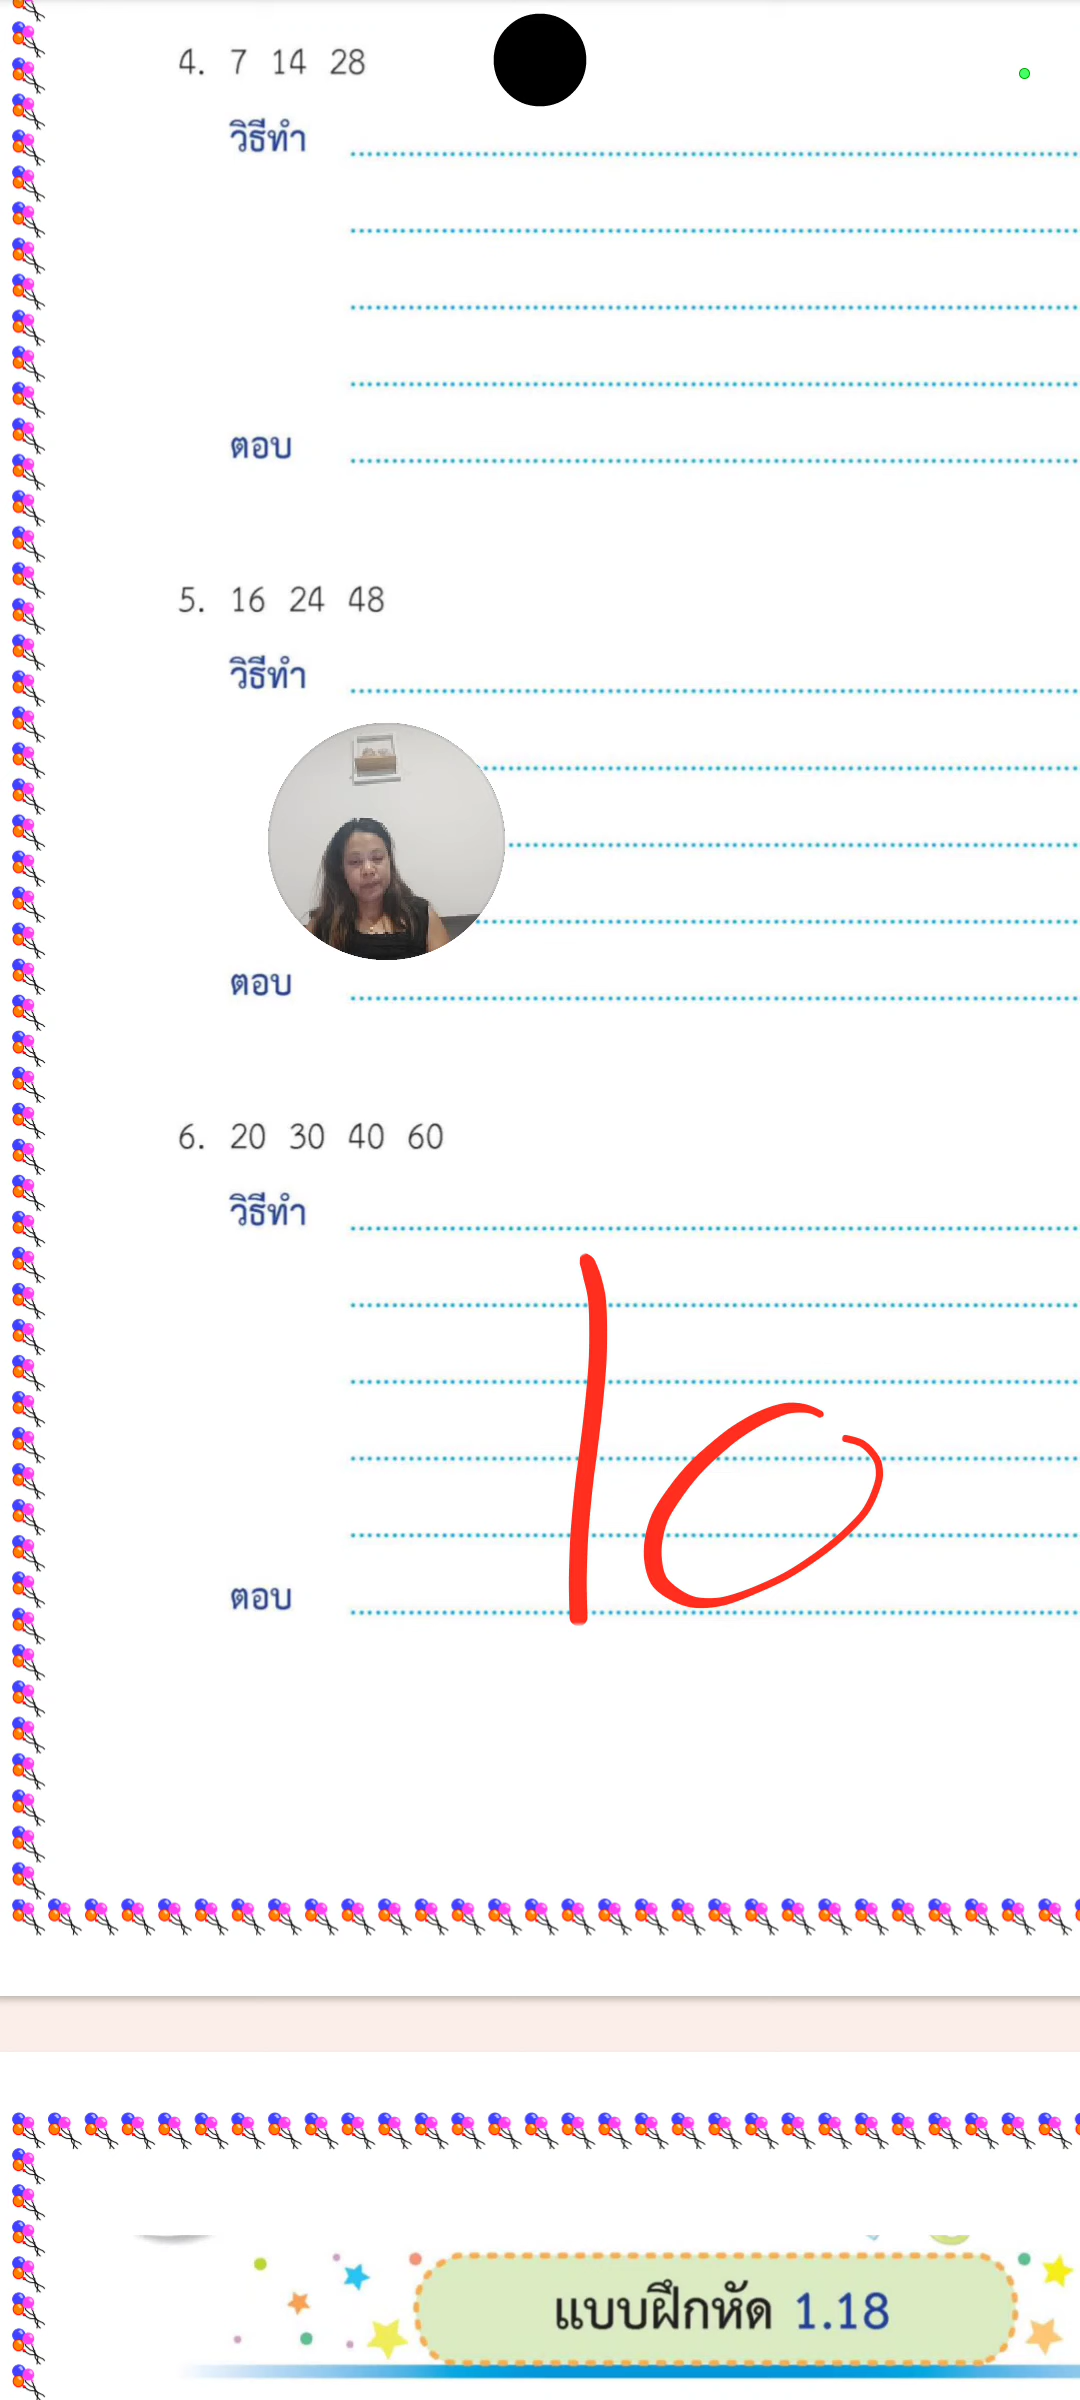 4. 7 14 28
วิธีทำ
ตอบ
5. 16 24 48
วิธีทำ
ตอบ
6. 20 30 40 60
วิธีทำ
10
ตอบ
แบบฝึกหัด 1.18